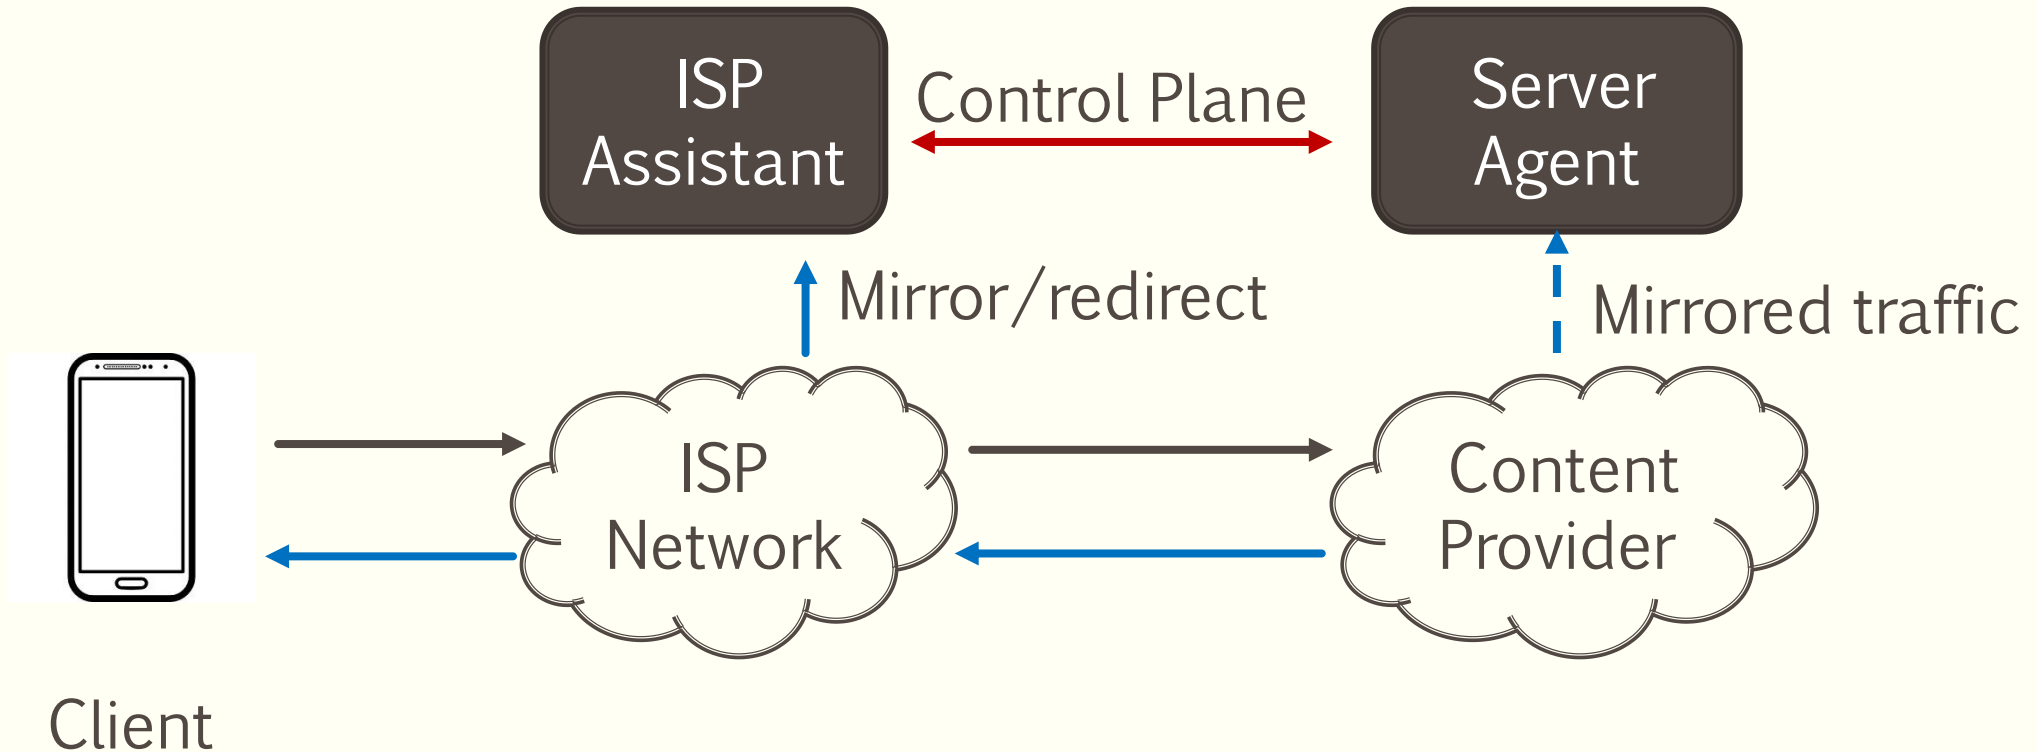 ISP
Assistant
Control Plane
Server
Agent
Mirror/redirect
Mirrored traffic
ISP
Network
Content
Provider
Client